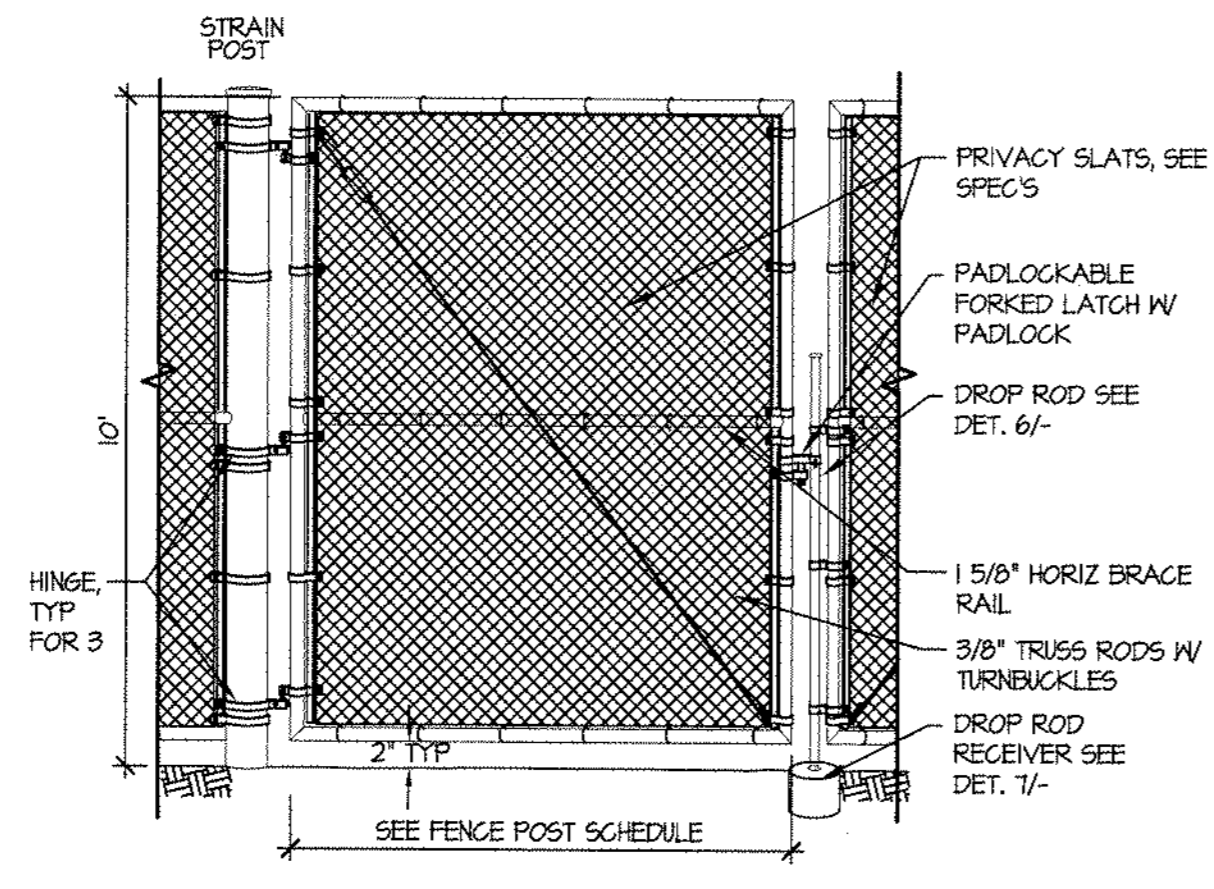 STRAIN
POST
PRIVACY SLATS, SEE
SPEC'S
PADLOCKABLE
FORKED LATCH W/
PADLOCK
DROP ROD SEE
DET. 6/-
10'
1 5/8" HORIZ BRACE
RAIL
HINGE,
TYP
FOR 3
3/8" TRUSS RODS W/
TURNBUCKLES
DROP ROD
RECEIVER SEE
DET. 7/-
2" TYP
SEE FENCE POST SCHEDULE